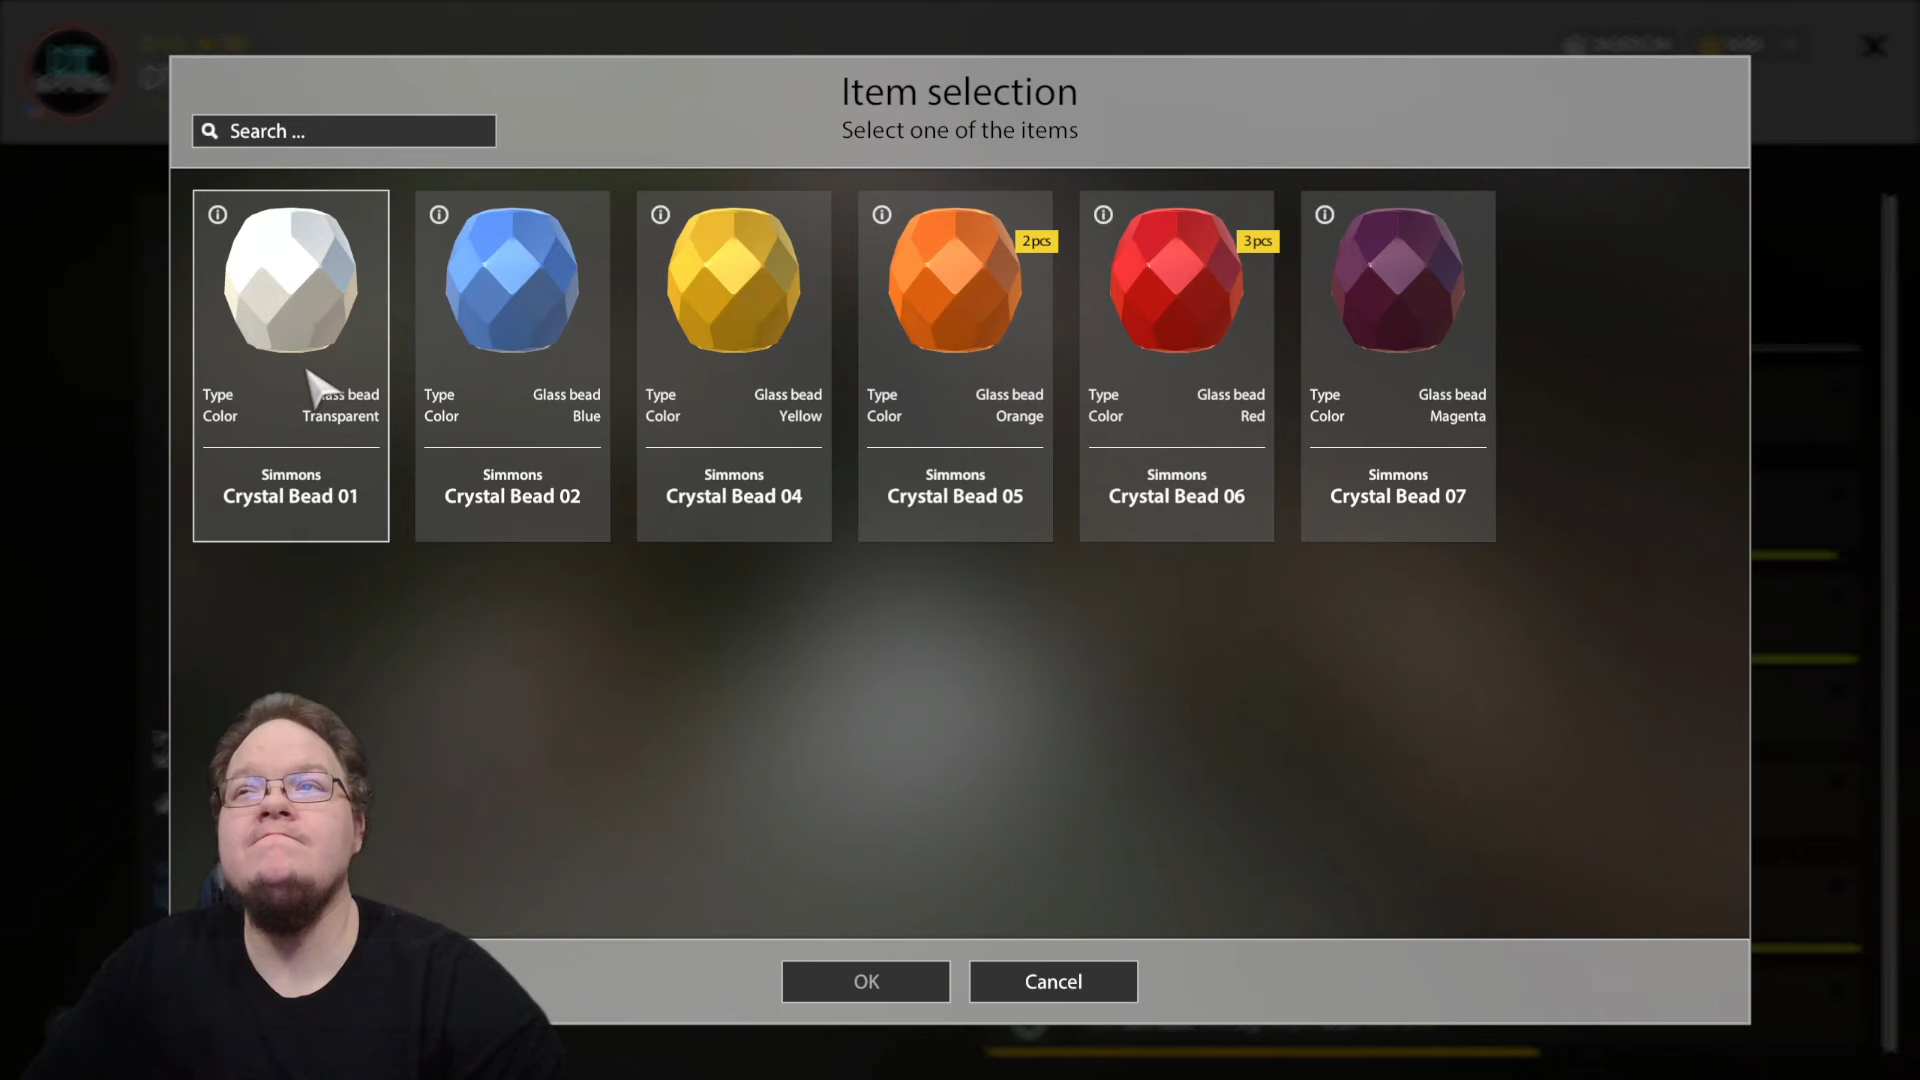 Item selection
Select one of the items
Search ...
Type Glass bead
Color Transparent
Simmons
Crystal Bead 01
Type Glass bead
Color Blue
Simmons
Crystal Bead 02
Type Glass bead
Color Yellow
Simmons
Crystal Bead 04
2pcs
Type Glass bead
Color Orange
Simmons
Crystal Bead 05
3pcs
Type Glass bead
Color Red
Simmons
Crystal Bead 06
Type Glass bead
Color Magenta
Simmons
Crystal Bead 07
OK
Cancel